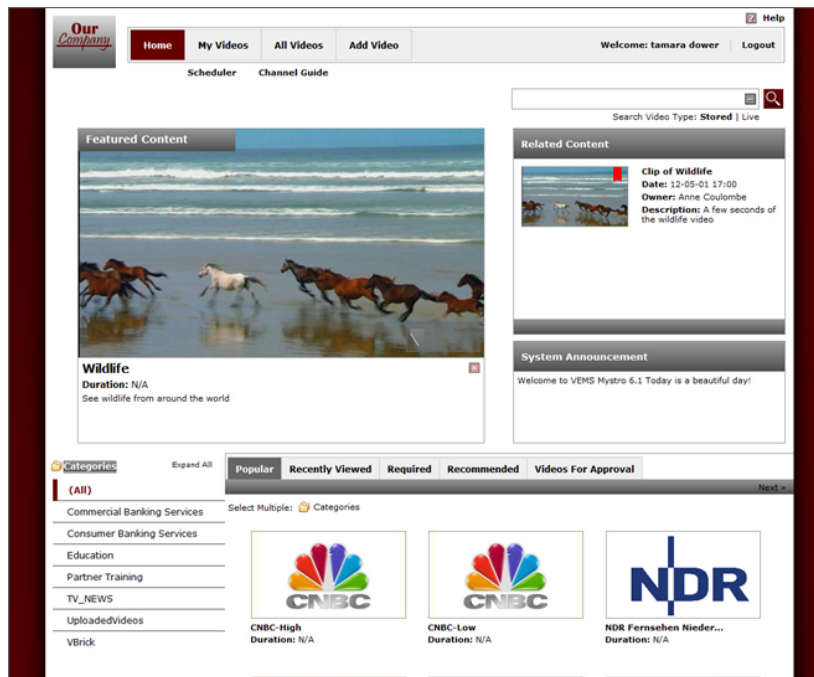 Help
Our
Company
Home My Videos All Videos Add Video Welcome: tamara dower Logout
Scheduler Channel Guide
Search Video Type: Stored | Live
Featured Content
Related Content
Clip of Wildlife
Date: 12-05-01 17:00
Owner: Anne Coulombe
Description: A few seconds of
the wildlife video
System Announcement
Welcome to VEMS Mystro 6.1 Today is a beautiful day!
Wildlife
Duration: N/A
See wildlife from around the world
Categories Expand All
(All)
Commercial Banking Services
Consumer Banking Services
Education
Partner Training
TV_NEWS
UploadedVideos
VBrick
Popular Recently Viewed Required Recommended Videos For Approval
Next »
Select Multiple: Categories
CNBC
CNBC
NDR
CNBC-High
CNBC-Low
NDR Fernsehen Nieder...
Duration: N/A
Duration: N/A
Duration: N/A